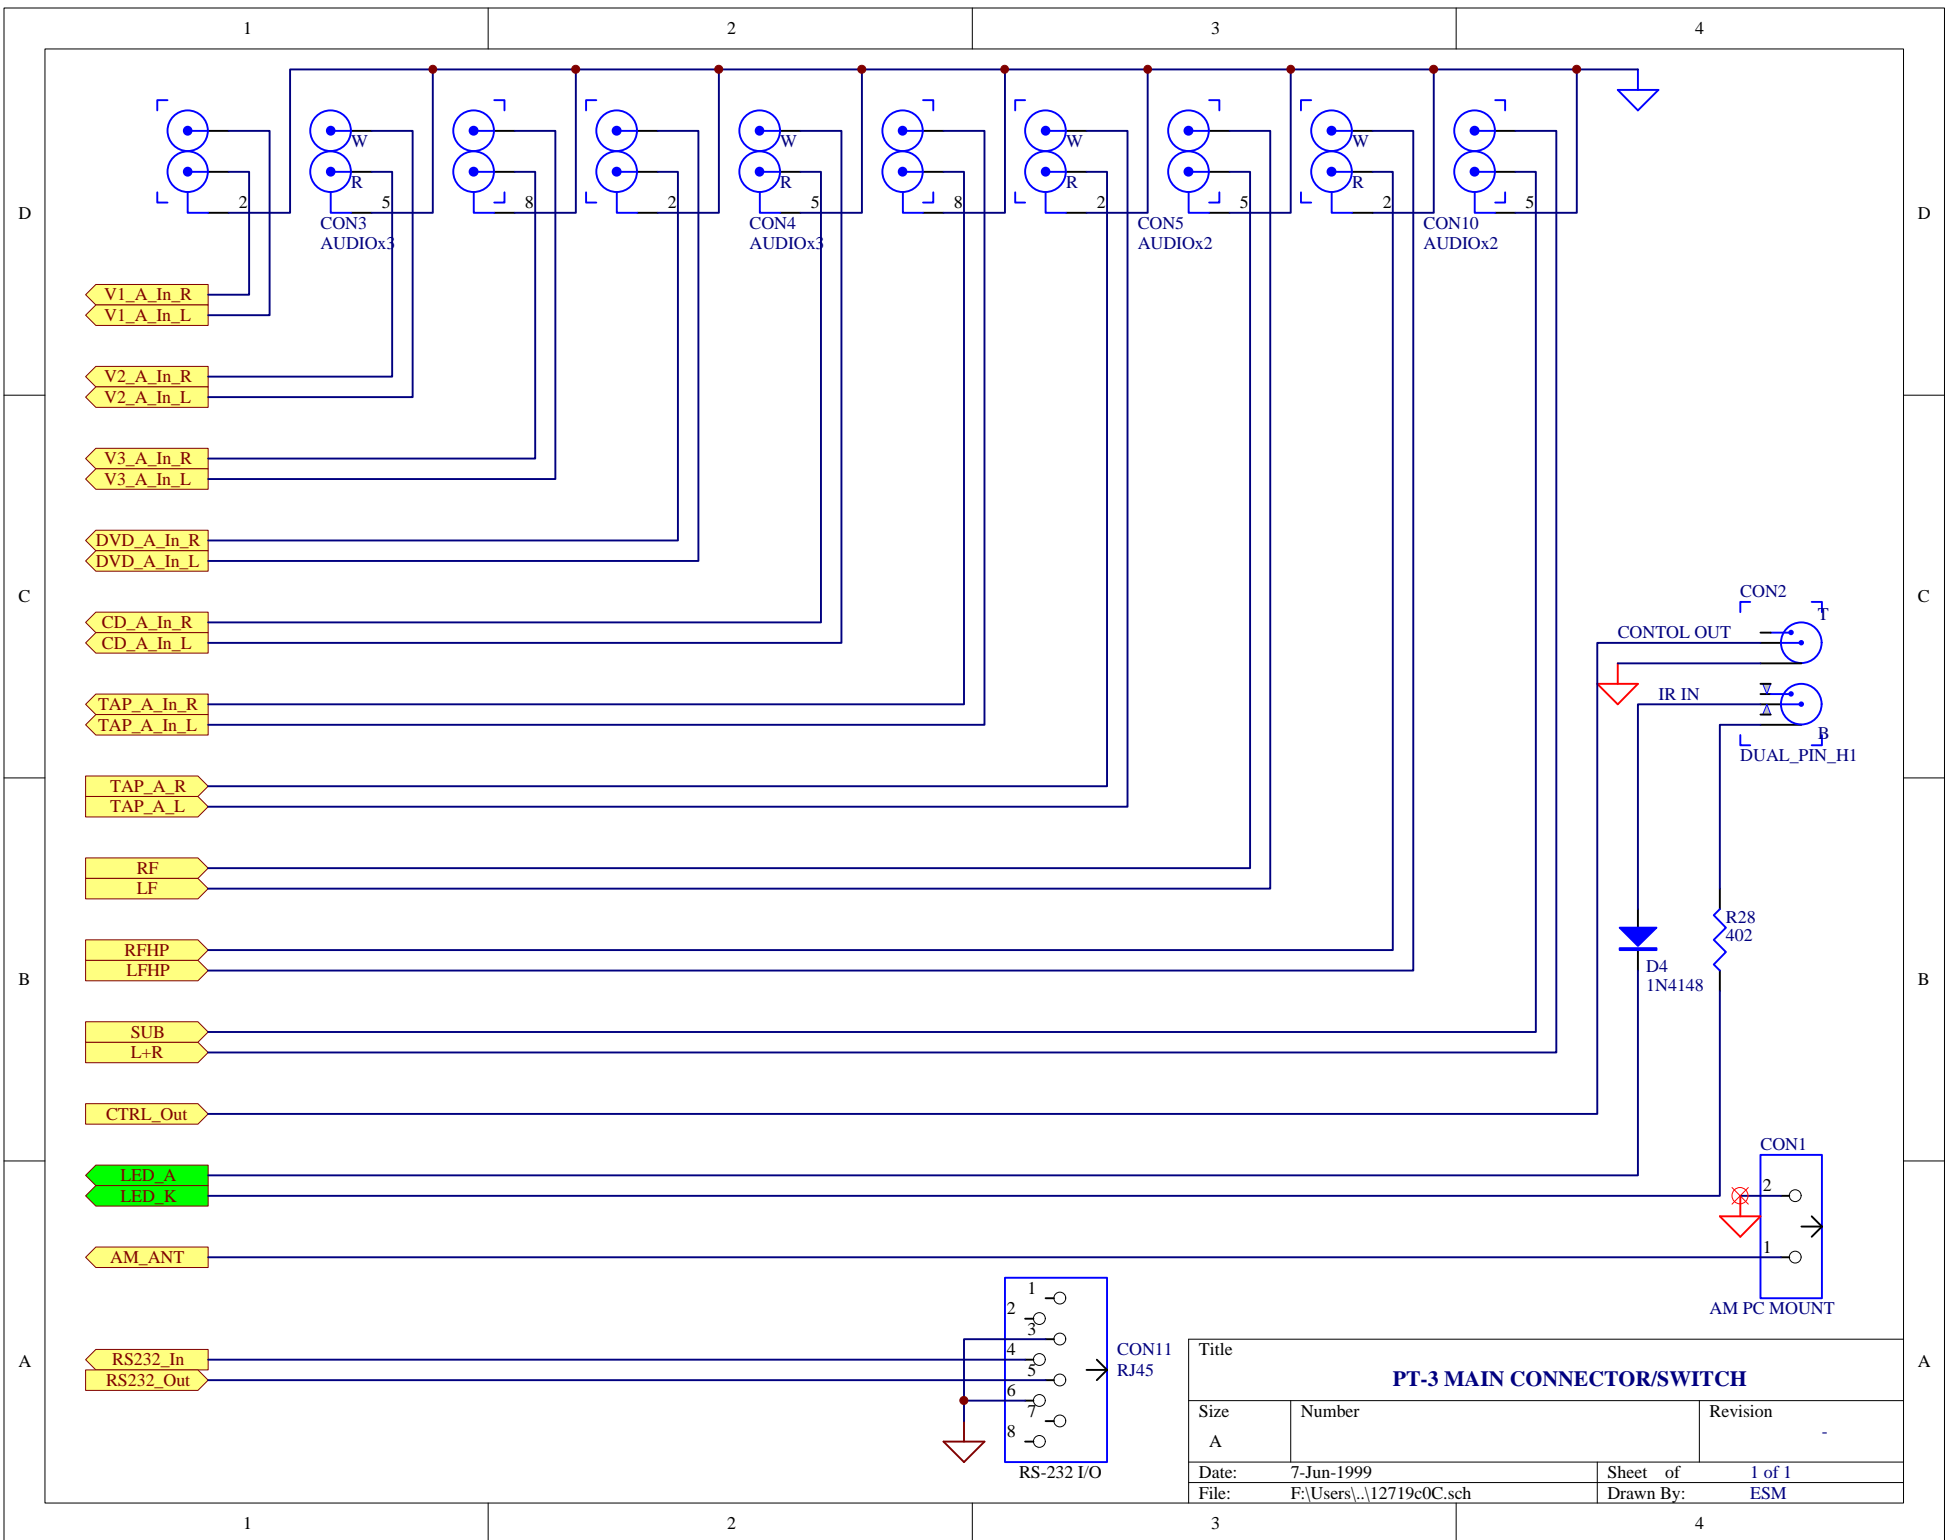 1 2 3 4
W W W W
R R R R
2 5 8 2 5 8 2 5 2 5
D D
CON3 CON4 CON5 CON10
AUDIOx3 AUDIOx3 AUDIOx2 AUDIOx2
V1_A_In_R
V1_A_In_L
V2_A_In_R
V2_A_In_L
V3_A_In_R
V3_A_In_L
DVD_A_In_R
DVD_A_In_L
CON2
C C
T
CD_A_In_R
CONTOL OUT
CD_A_In_L
IR IN
TAP_A_In_R
TAP_A_In_L
B
DUAL_PIN_H1
TAP_A_R
TAP_A_L
RF
LF
R28
402
RFHP
LFHP
D4
1N4148
B B
SUB
L+R
CTRL_Out
CON1
LED_A
LED_K
2
AM_ANT
1
AM PC MOUNT
1
2
3
4
5
6
7
8
CON11
RJ45
RS-232 I/O
A A
RS232_In
RS232_Out
Title
PT-3 MAIN CONNECTOR/SWITCH
Size Number Revision
A -
Date: 7-Jun-1999 Sheet of 1 of 1
File: F:\Users\..\12719c0C.sch Drawn By: ESM
1 2 3 4